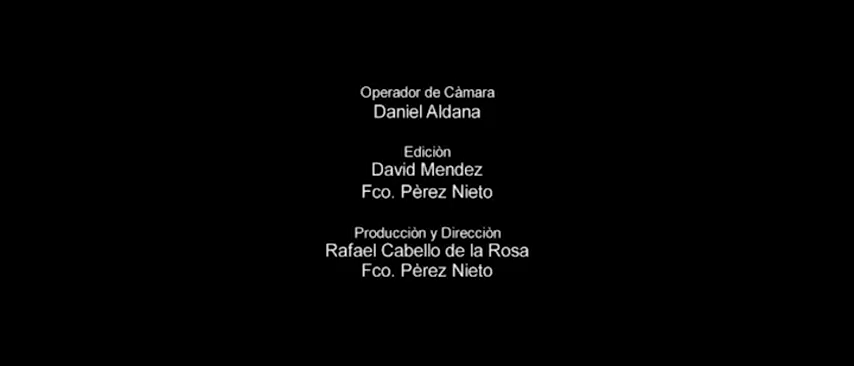 Operador de Càmara
Daniel Aldana
Ediciòn
David Mendez
Fco. Pèrez Nieto
Producciòn y Direcciòn
Rafael Cabello de la Rosa
Fco. Pèrez Nieto